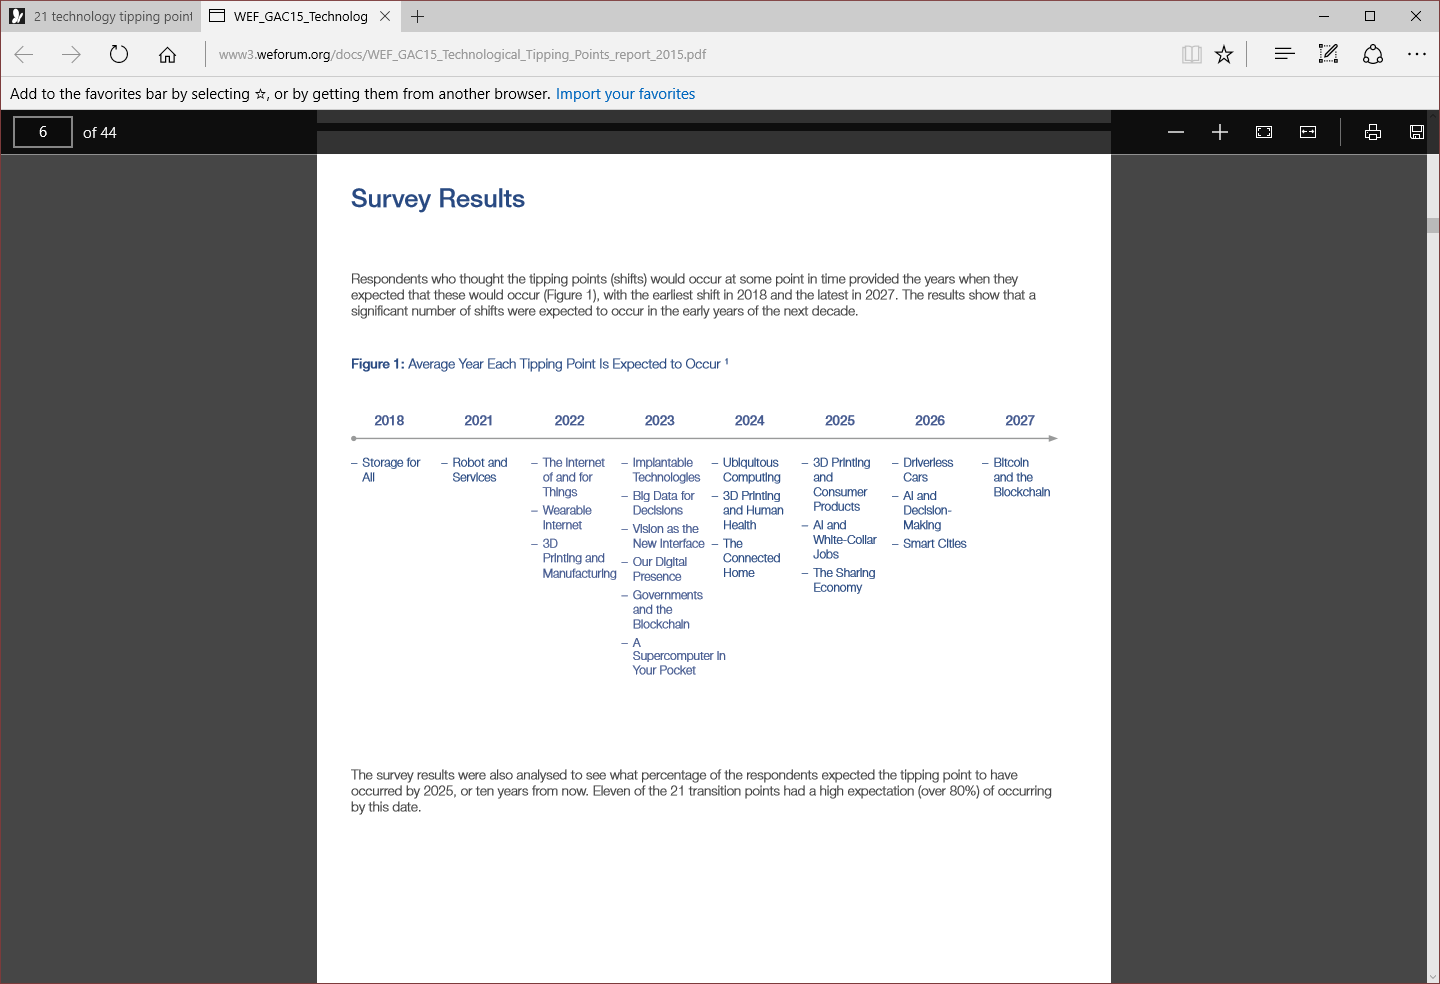 21 technology tipping point
WEF_GAC15_Technolog
www3.weforum.org/docs/WEF_GAC15_Technological_Tipping_Points_report_2015.pdf
Add to the favorites bar by selecting ☆, or by getting them from another browser. Import your favorites
6 of 44
Survey Results
Respondents who thought the tipping points (shifts) would occur at some point in time provided the years when they
expected that these would occur (Figure 1), with the earliest shift in 2018 and the latest in 2027. The results show that a
significant number of shifts were expected to occur in the early years of the next decade.
Figure 1: Average Year Each Tipping Point Is Expected to Occur ¹
2018
– Storage for
All
2021
– Robot and
Services
2022
– The Internet
of and for
Things
– Wearable
Internet
– 3D
Printing and
Manufacturing
2023
– Implantable
Technologies
– Big Data for
Decisions
– Vision as the
New Interface
– Our Digital
Presence
– Governments
and the
Blockchain
– A
Supercomputer in
Your Pocket
2024
– Ubiquitous
Computing
– 3D Printing
and Human
Health
– The
Connected
Home
2025
– 3D Printing
and
Consumer
Products
– AI and
White-Collar
Jobs
– The Sharing
Economy
2026
– Driverless
Cars
– AI and
Decision-
Making
– Smart Cities
2027
– Bitcoin
and the
Blockchain
The survey results were also analysed to see what percentage of the respondents expected the tipping point to have
occurred by 2025, or ten years from now. Eleven of the 21 transition points had a high expectation (over 80%) of occurring
by this date.